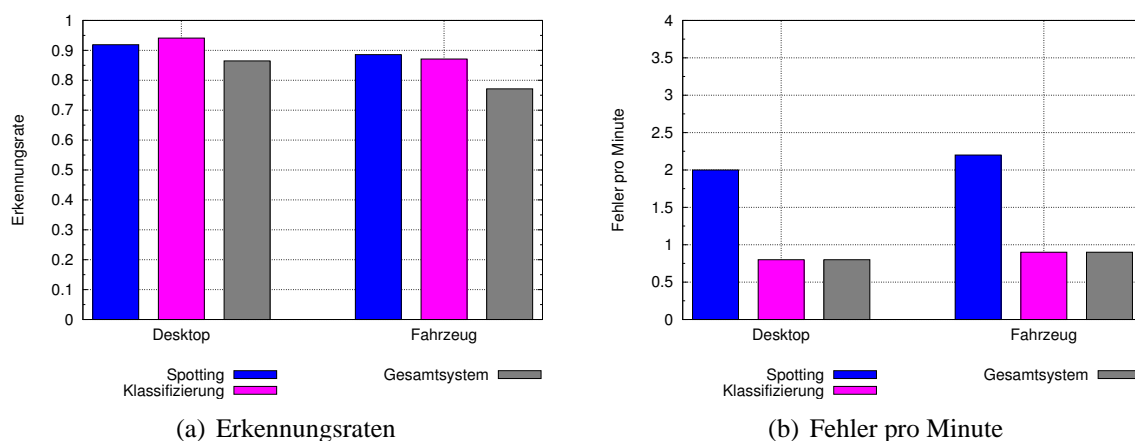 1
0.9
0.8
0.7
0.6
0.5
0.4
0.3
0.2
0.1
0
Erkennungsrate
Desktop Fahrzeug
Spotting
Klassifizierung
Gesamtsystem
(a) Erkennungsraten
4
3.5
3
2.5
2
1.5
1
0.5
0
Fehler pro Minute
Desktop Fahrzeug
Spotting
Klassifizierung
Gesamtsystem
(b) Fehler pro Minute